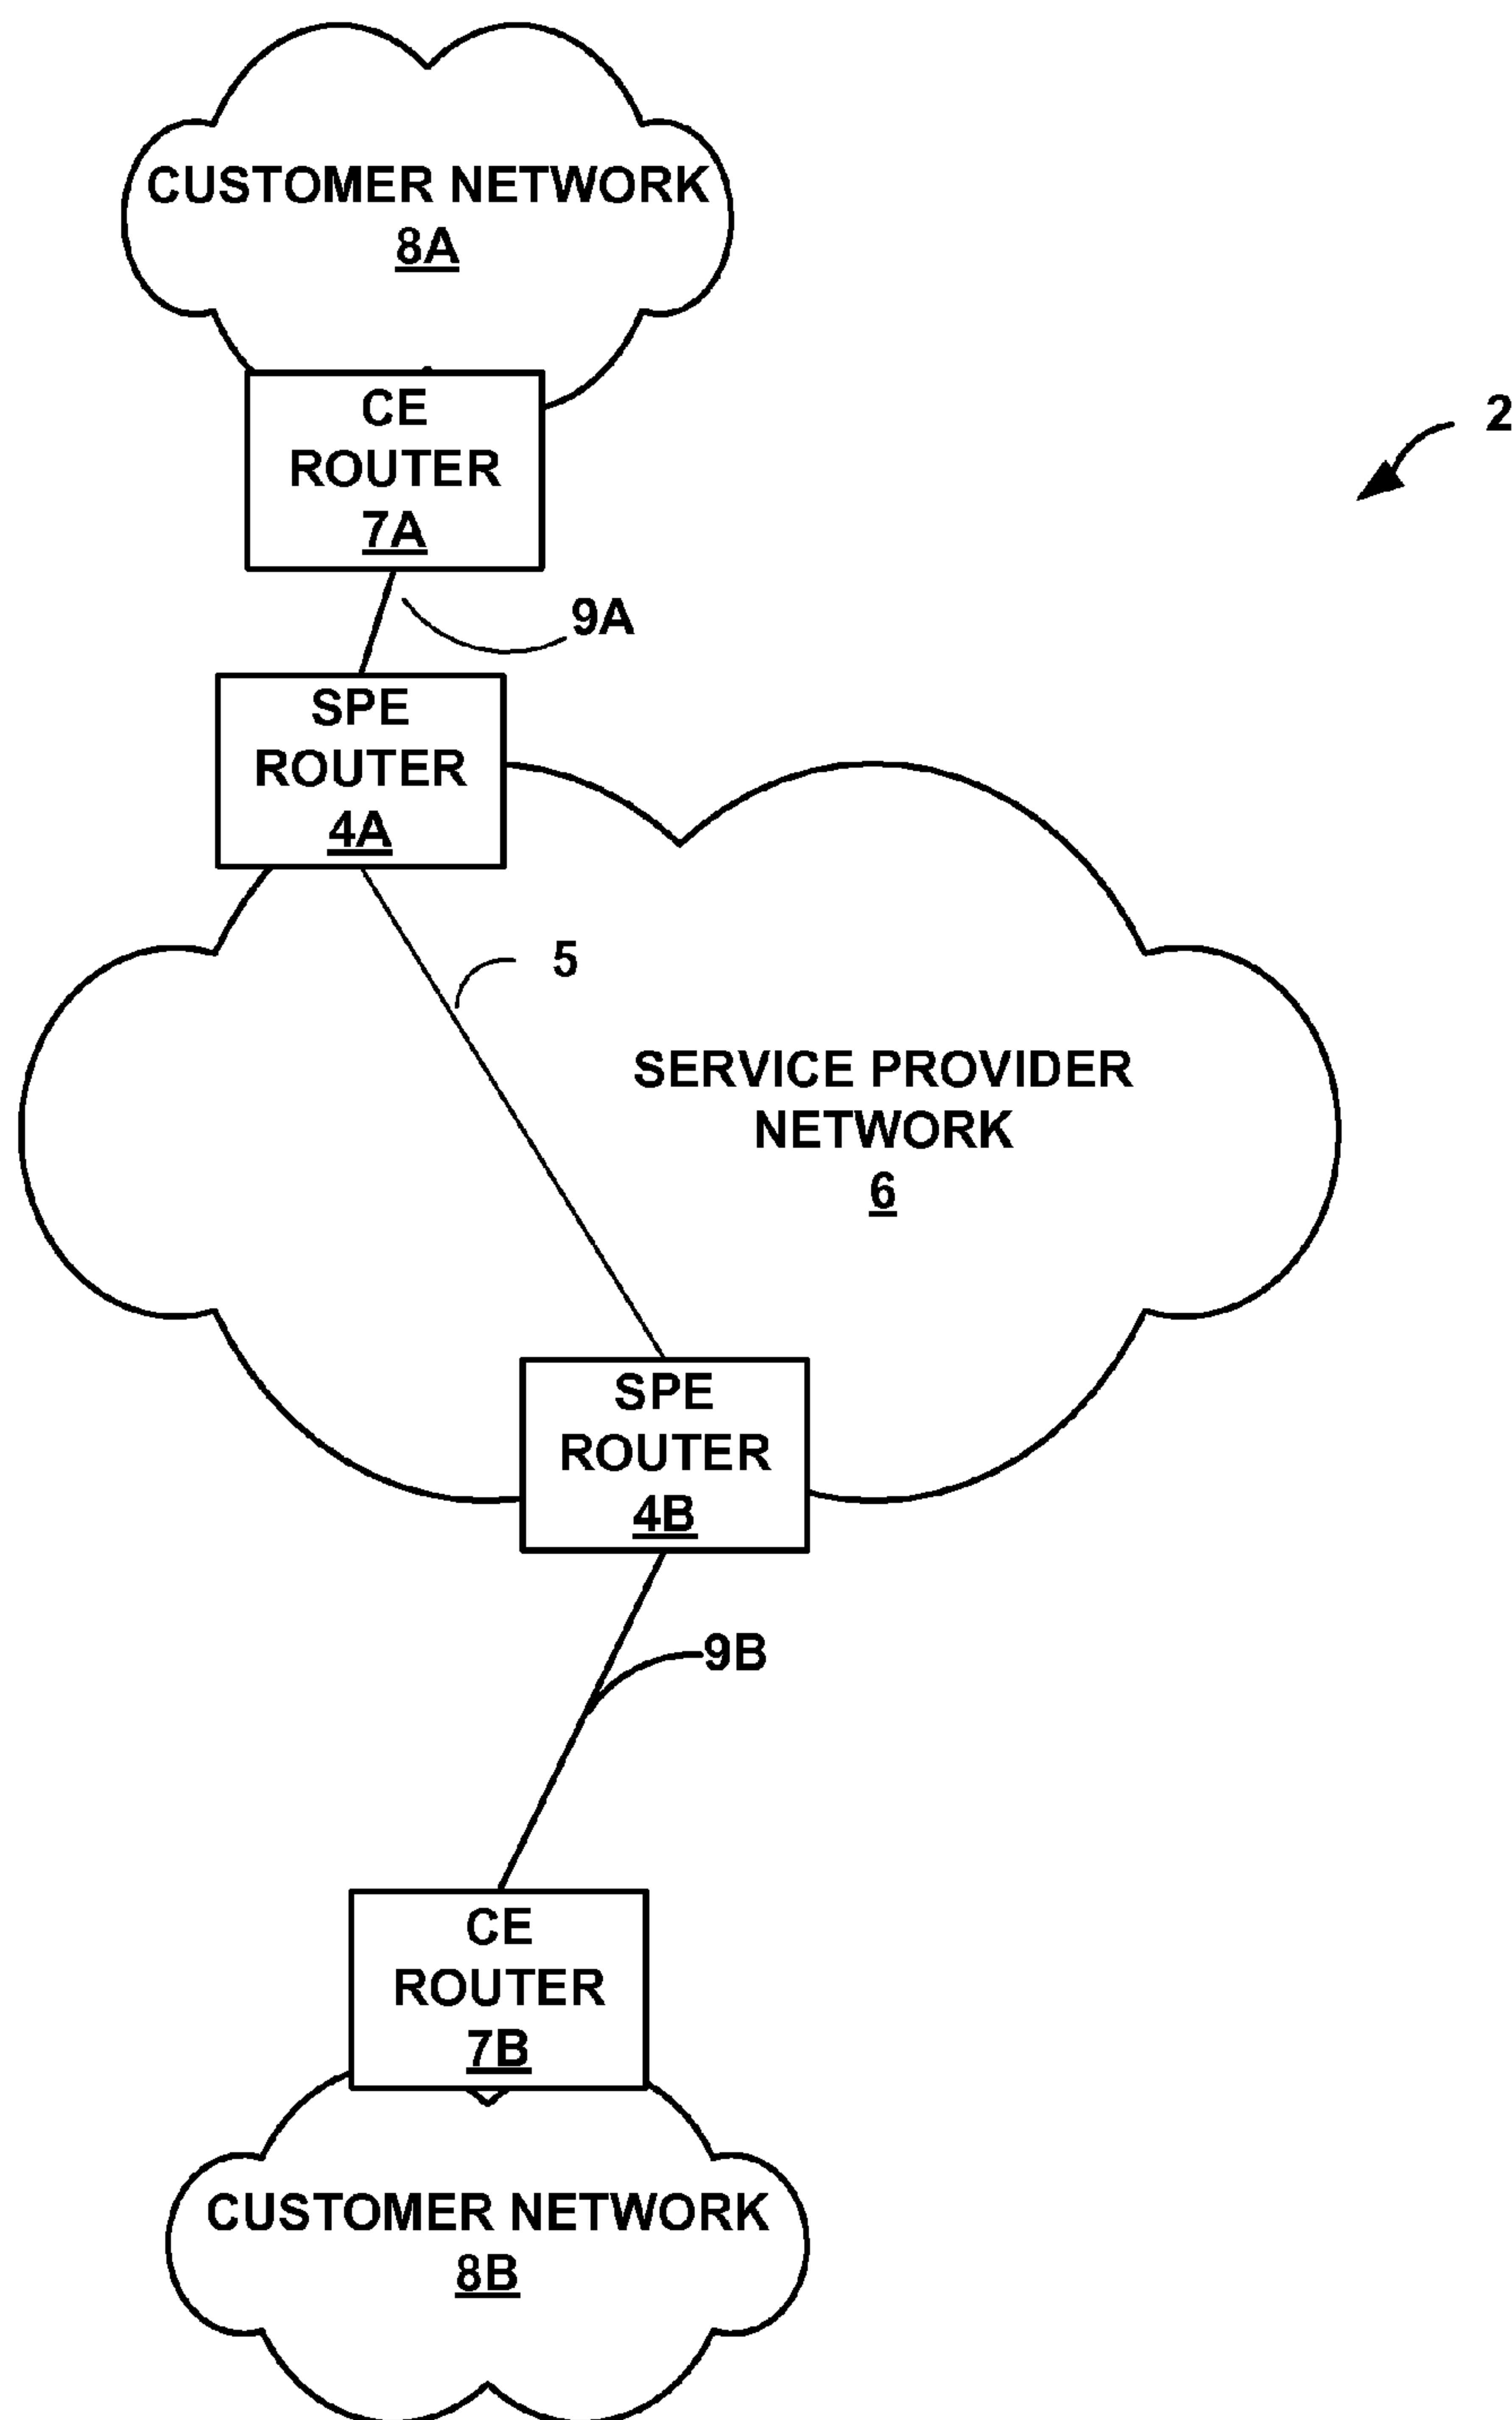 CUSTOMER NETWORK
8A
2
CE
ROUTER
7A
9A
SPE
ROUTER
4A
5
SERVICE PROVIDER
NETWORK
6
SPE
ROUTER
4B
9B
CE
ROUTER
7B
CUSTOMER NETWORK
8B